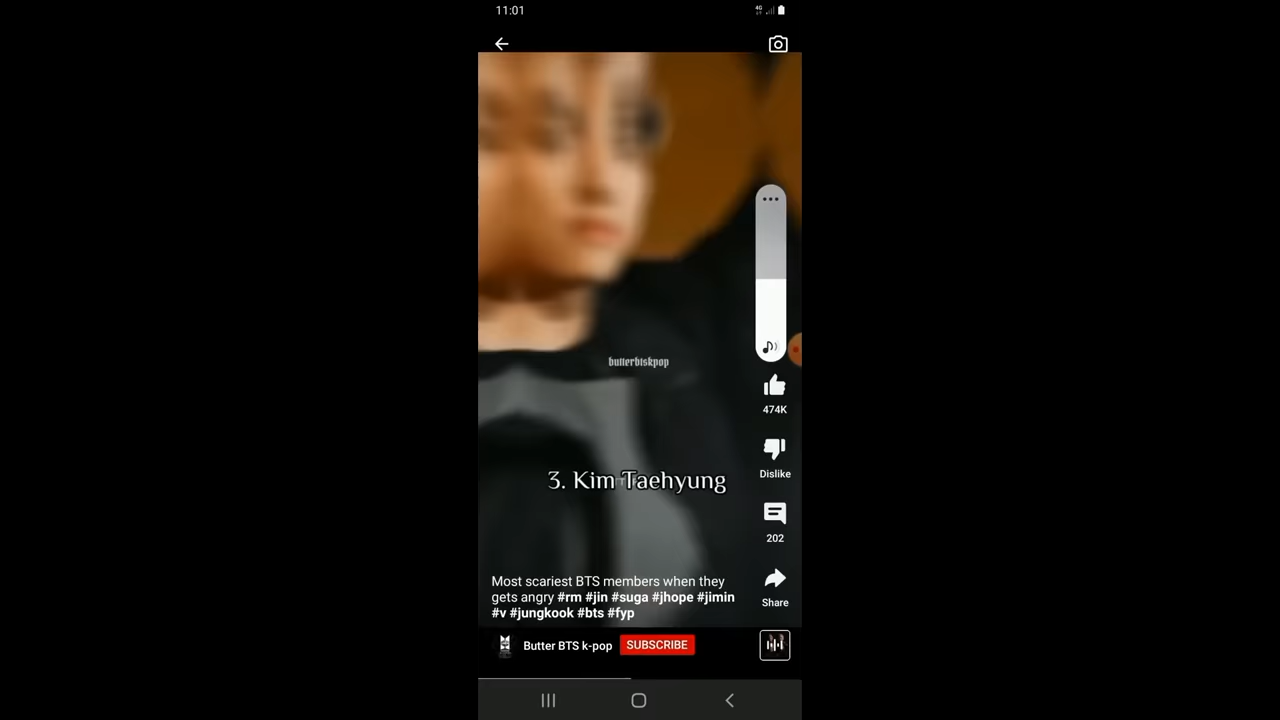 11:01
4G
butterbtskpop
474K
3. Kim Taehyung
Dislike
202
Most scariest BTS members when they
gets angry #rm #jin #suga #jhope #jimin
#v #jungkook #bts #fyp
Share
Butter BTS k-pop SUBSCRIBE